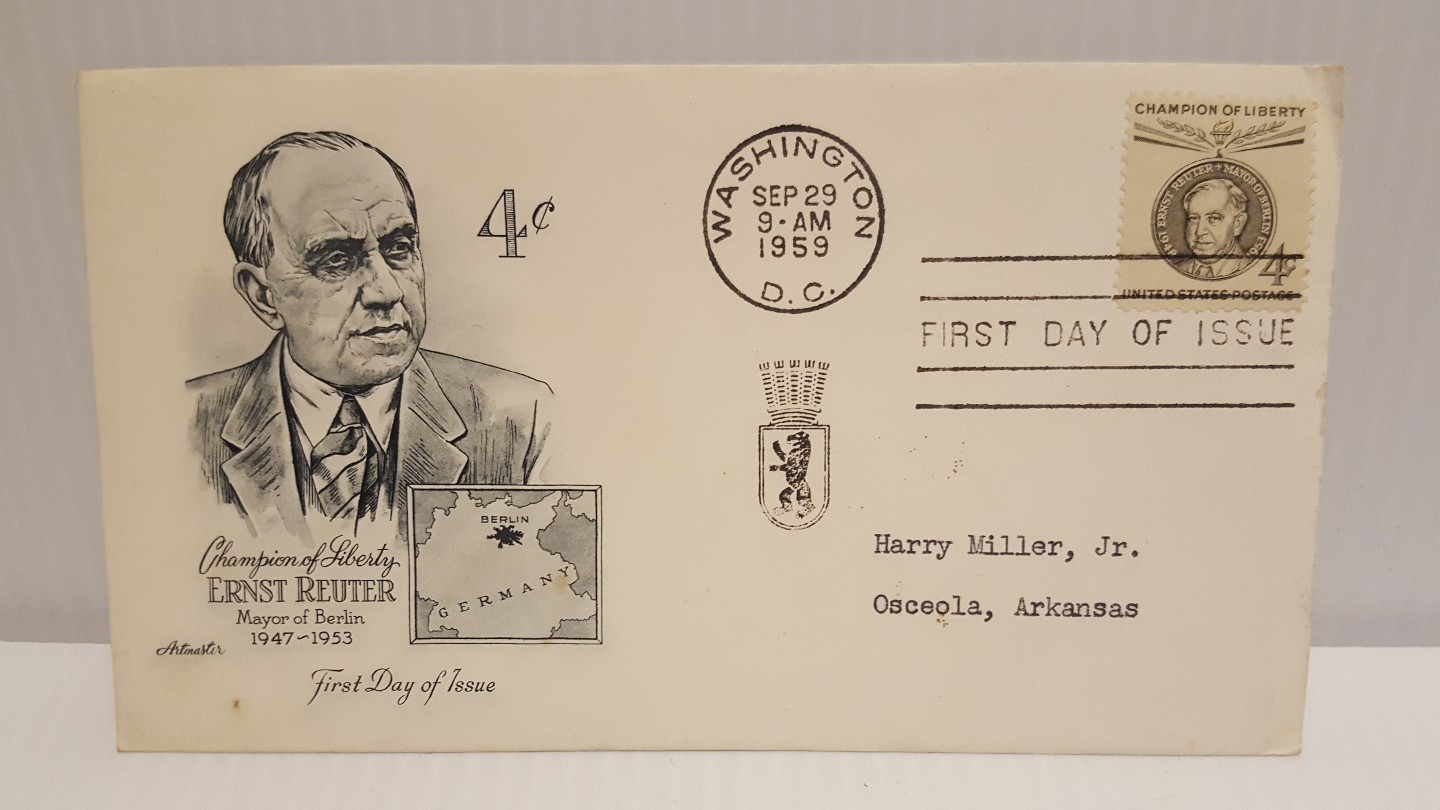 Champion of Liberty
ERNST REUTER
Mayor of Berlin
1947~1953
Artmaster
First Day of Issue
4¢
BERLIN
GERMANY
WASHINGTON
SEP 29
9·AM
1959
D.C.
CHAMPION OF LIBERTY
ERNST REUTER + MAYOR OF BERLIN
4¢
UNITED STATES POSTAGE
FIRST DAY OF ISSUE
Harry Miller, Jr.
Osceola, Arkansas